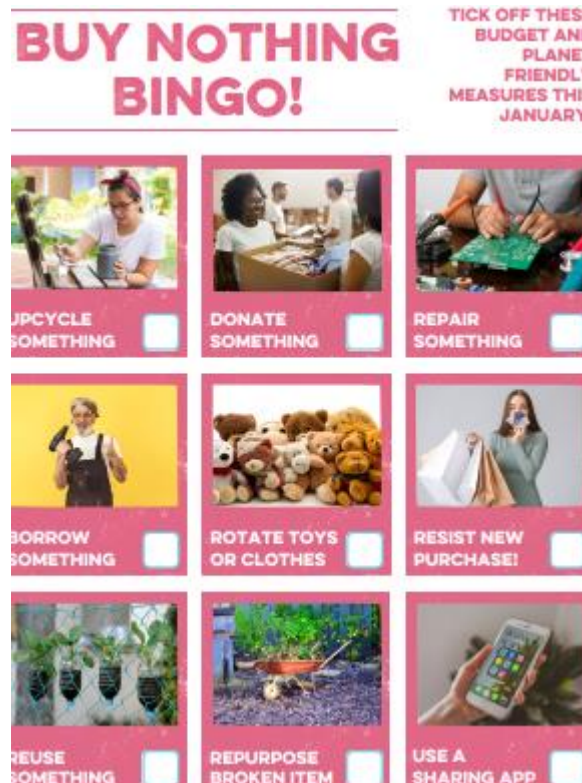 BUY NOTHING
BINGO!
TICK OFF THES
BUDGET AN
PLANE
FRIENDL
MEASURES THI
JANUARY
UPCYCLE
SOMETHING
DONATE
SOMETHING
REPAIR
SOMETHING
BORROW
SOMETHING
ROTATE TOYS
OR CLOTHES
RESIST NEW
PURCHASE!
REUSE
SOMETHING
REPURPOSE
BROKEN ITEM
USE A
SHARING APP